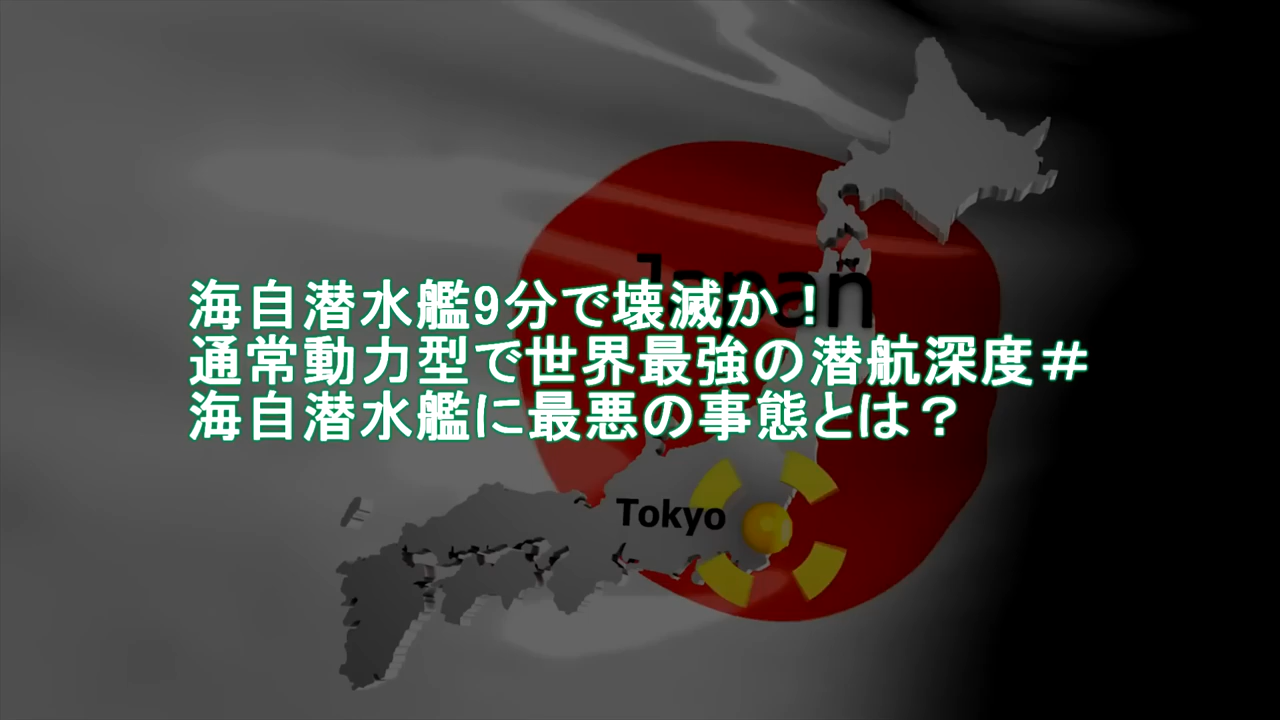 Japan
海自潜水艦9分で壊滅か！
通常動力型で世界最強の潜航深度＃
海自潜水艦に最悪の事態とは？
Tokyo